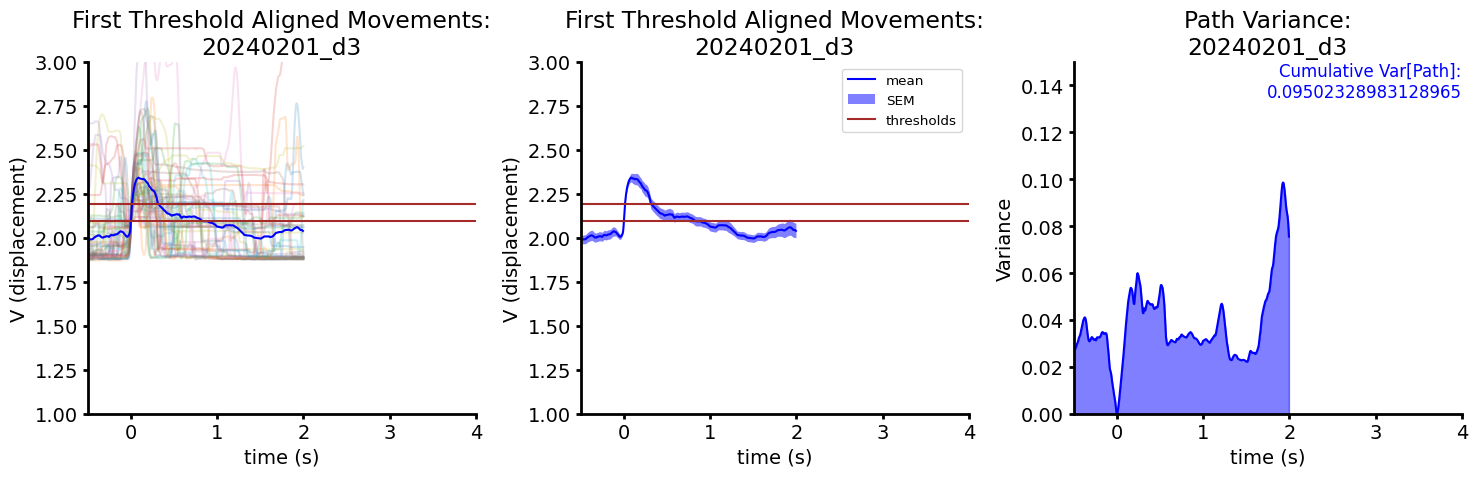 First Threshold Aligned Movements:
20240201_d3
3.00
2.75
2.50
2.25
2.00
1.75
1.50
1.25
1.00
V (displacement)
0
1
2
3
4
time (s)
First Threshold Aligned Movements:
20240201_d3
mean
SEM
thresholds
3.00
2.75
2.50
2.25
2.00
1.75
1.50
1.25
1.00
V (displacement)
0
1
2
3
4
time (s)
Path Variance:
20240201_d3
Cumulative Var[Path]:
0.09502328983128965
0.14
0.12
0.10
0.08
0.06
0.04
0.02
0.00
Variance
0
1
2
3
4
time (s)